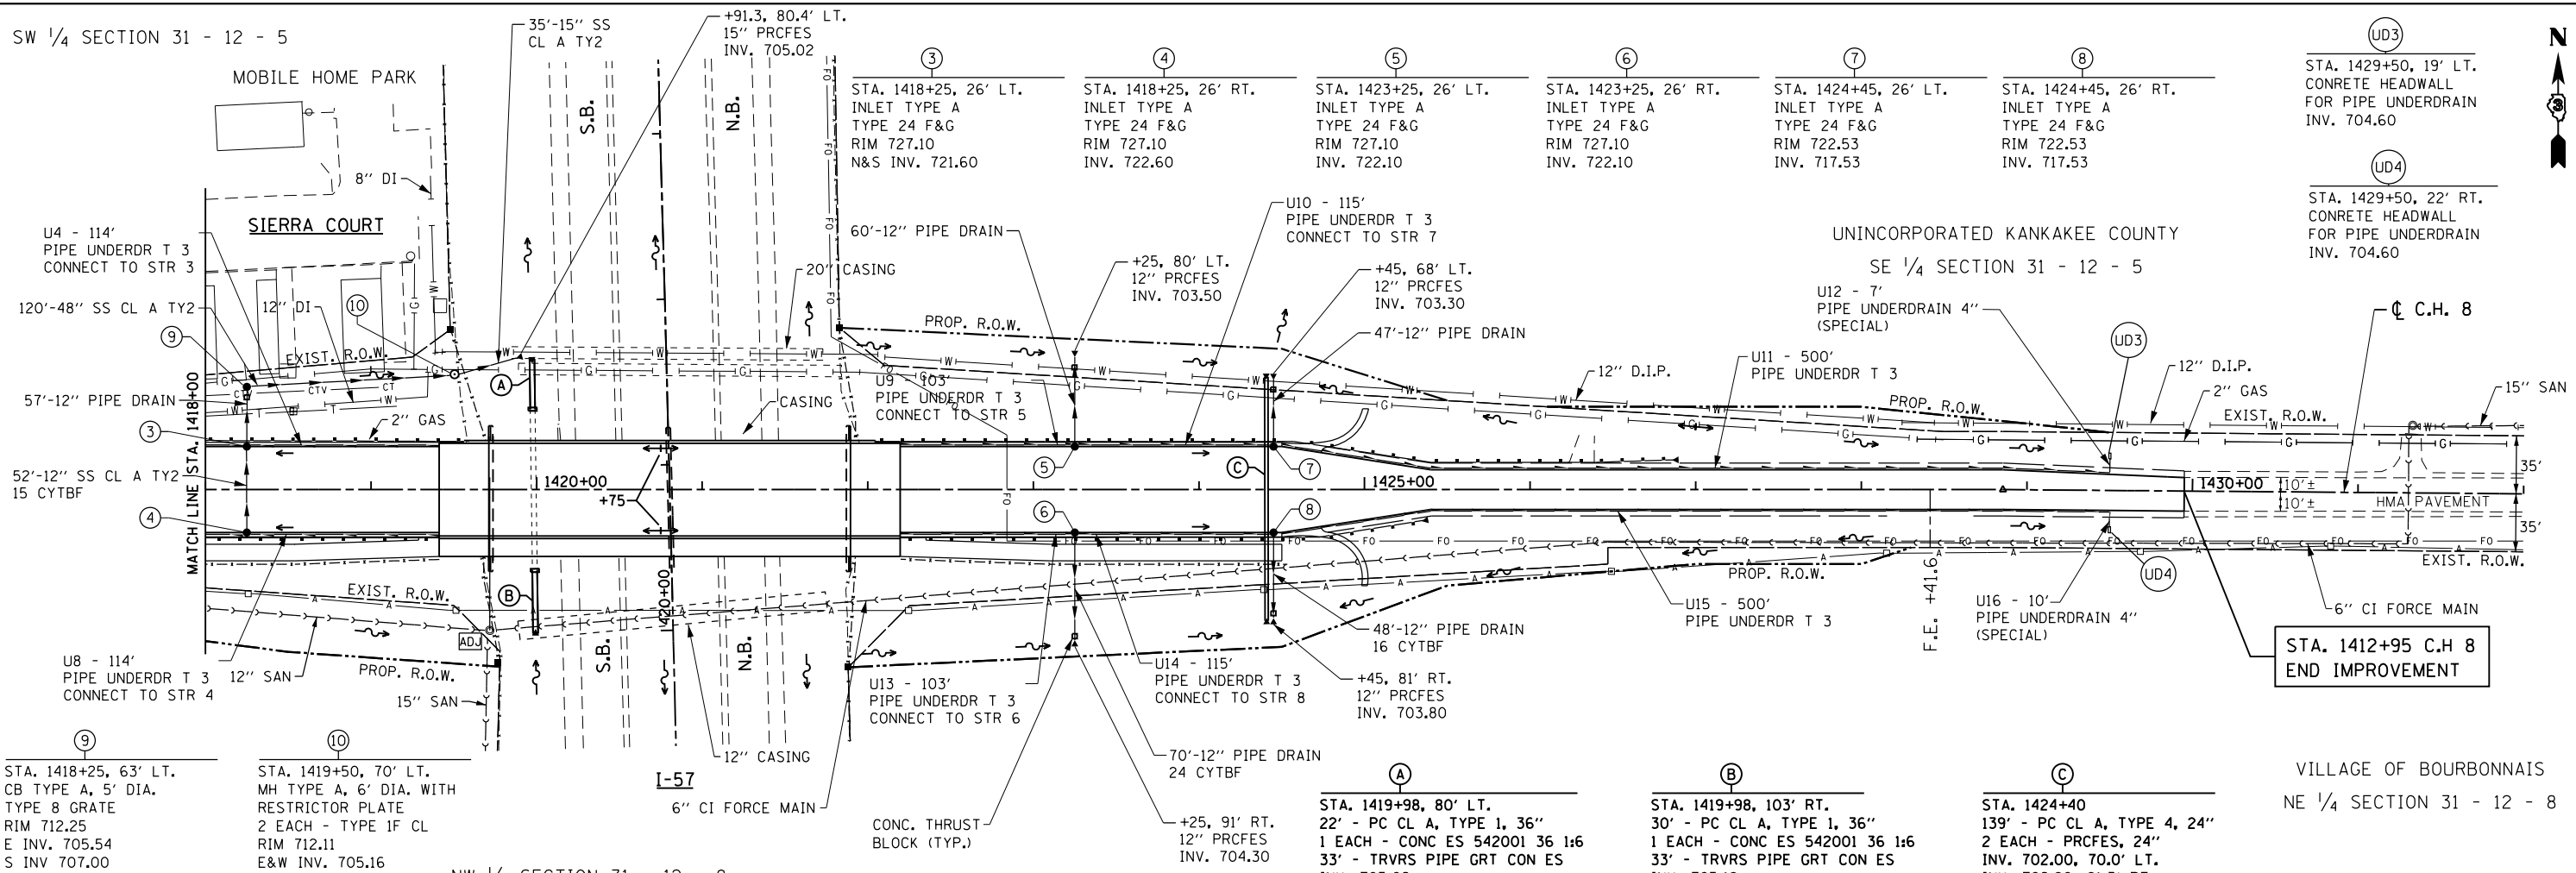 SW 1/4 SECTION 31 - 12 - 5
MOBILE HOME PARK
8" DI
SIERRA COURT
35'-15" SS
CL A TY2
+91.3, 80.4' LT.
15" PRCFES
INV. 705.02
S.B.
N.B.
3
STA. 1418+25, 26' LT.
INLET TYPE A
TYPE 24 F&G
RIM 727.10
N&S INV. 721.60
4
STA. 1418+25, 26' RT.
INLET TYPE A
TYPE 24 F&G
RIM 727.10
INV. 722.60
5
STA. 1423+25, 26' LT.
INLET TYPE A
TYPE 24 F&G
RIM 727.10
INV. 722.10
6
STA. 1423+25, 26' RT.
INLET TYPE A
TYPE 24 F&G
RIM 727.10
INV. 722.10
7
STA. 1424+45, 26' LT.
INLET TYPE A
TYPE 24 F&G
RIM 722.53
INV. 717.53
8
STA. 1424+45, 26' RT.
INLET TYPE A
TYPE 24 F&G
RIM 722.53
INV. 717.53
UD3
STA. 1429+50, 19' LT.
CONRETE HEADWALL
FOR PIPE UNDERDRAIN
INV. 704.60
UD4
STA. 1429+50, 22' RT.
CONRETE HEADWALL
FOR PIPE UNDERDRAIN
INV. 704.60
N
3
U4 - 114'
PIPE UNDERDR T 3
CONNECT TO STR 3
120'-48" SS CL A TY2
9
12" DI
10
EXIST. R.O.W.
57'-12" PIPE DRAIN
3
2" GAS
52'-12" SS CL A TY2
15 CYTBF
4
MATCH LINE STA. 1418+00
20" CASING
CASING
A
B
1420+00
+75
1420+00
60'-12" PIPE DRAIN
PROP. R.O.W.
U9 - 103'
PIPE UNDERDR T 3
CONNECT TO STR 5
+25, 80' LT.
12" PRCFES
INV. 703.50
U10 - 115'
PIPE UNDERDR T 3
CONNECT TO STR 7
+45, 68' LT.
12" PRCFES
INV. 703.30
47'-12" PIPE DRAIN
5
6
C
7
8
1425+00
UNINCORPORATED KANKAKEE COUNTY
SE 1/4 SECTION 31 - 12 - 5
U12 - 7'
PIPE UNDERDRAIN 4"
(SPECIAL)
℄ C.H. 8
UD3
12" D.I.P.
U11 - 500'
PIPE UNDERDR T 3
12" D.I.P.
2" GAS
15" SAN
PROP. R.O.W.
EXIST. R.O.W.
1430+00
10'±
10'±
HMA PAVEMENT
35'
35'
EXIST. R.O.W.
6" CI FORCE MAIN
UD4
F.E. +41.6
PROP. R.O.W.
U15 - 500'
PIPE UNDERDR T 3
U16 - 10'
PIPE UNDERDRAIN 4"
(SPECIAL)
STA. 1412+95 C.H 8
END IMPROVEMENT
EXIST. R.O.W.
ADJ
U8 - 114'
PIPE UNDERDR T 3
CONNECT TO STR 4
12" SAN
PROP. R.O.W.
15" SAN
S.B.
N.B.
12" CASING
I-57
6" CI FORCE MAIN
U13 - 103'
PIPE UNDERDR T 3
CONNECT TO STR 6
U14 - 115'
PIPE UNDERDR T 3
CONNECT TO STR 8
48'-12" PIPE DRAIN
16 CYTBF
+45, 81' RT.
12" PRCFES
INV. 703.80
70'-12" PIPE DRAIN
24 CYTBF
CONC. THRUST
BLOCK (TYP.)
+25, 91' RT.
12" PRCFES
INV. 704.30
9
STA. 1418+25, 63' LT.
CB TYPE A, 5' DIA.
TYPE 8 GRATE
RIM 712.25
E INV. 705.54
S INV 707.00
10
STA. 1419+50, 70' LT.
MH TYPE A, 6' DIA. WITH
RESTRICTOR PLATE
2 EACH - TYPE 1F CL
RIM 712.11
E&W INV. 705.16
A
STA. 1419+98, 80' LT.
22' - PC CL A, TYPE 1, 36"
1 EACH - CONC ES 542001 36 1:6
33' - TRVRS PIPE GRT CON ES
B
STA. 1419+98, 103' RT.
30' - PC CL A, TYPE 1, 36"
1 EACH - CONC ES 542001 36 1:6
33' - TRVRS PIPE GRT CON ES
C
STA. 1424+40
139' - PC CL A, TYPE 4, 24"
2 EACH - PRCFES, 24"
INV. 702.00, 70.0' LT.
VILLAGE OF BOURBONNAIS
NE 1/4 SECTION 31 - 12 - 8